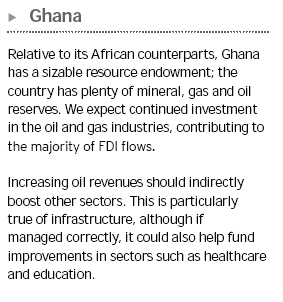 Ghana
Relative to its African counterparts, Ghana
has a sizable resource endowment; the
country has plenty of mineral, gas and oil
reserves. We expect continued investment
in the oil and gas industries, contributing to
the majority of FDI flows.
Increasing oil revenues should indirectly
boost other sectors. This is particularly
true of infrastructure, although if
managed correctly, it could also help fund
improvements in sectors such as healthcare
and education.